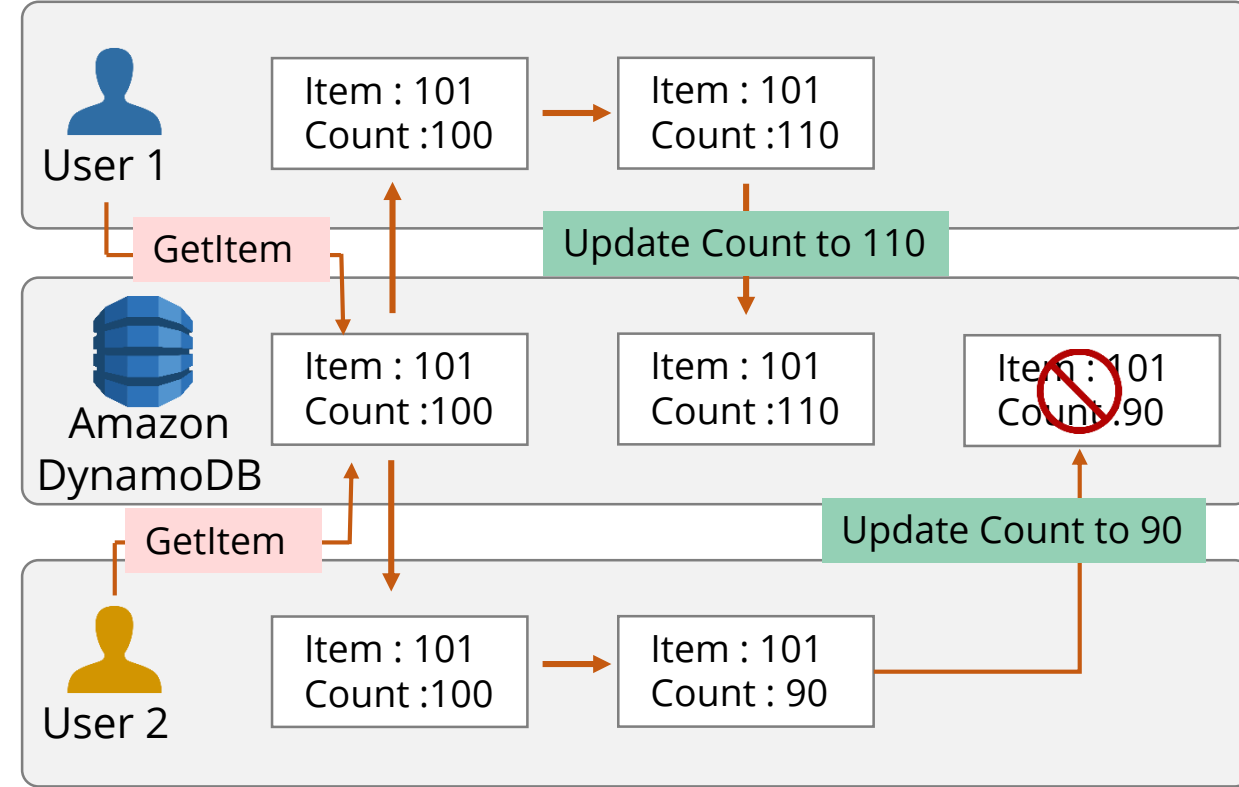 Item : 101
Count :100
Item : 101
Count :110
User 1
GetItem
Update Count to 110
Item : 101
Count :100
Item : 101
Count :110
Item : 101
Count :90
Amazon
DynamoDB
GetItem
Update Count to 90
Item : 101
Count :100
Item : 101
Count : 90
User 2